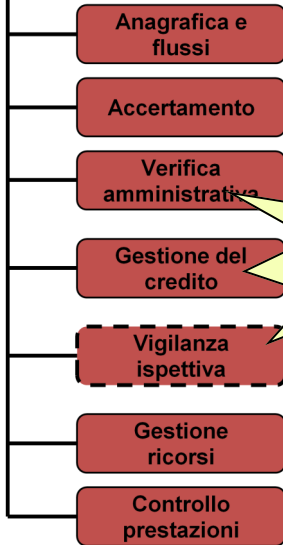 Anagrafica e
flussi
Accertamento
Verifica
amministrativa
Gestione del
credito
Vigilanza
ispettiva
Gestione
ricorsi
Controllo
prestazioni